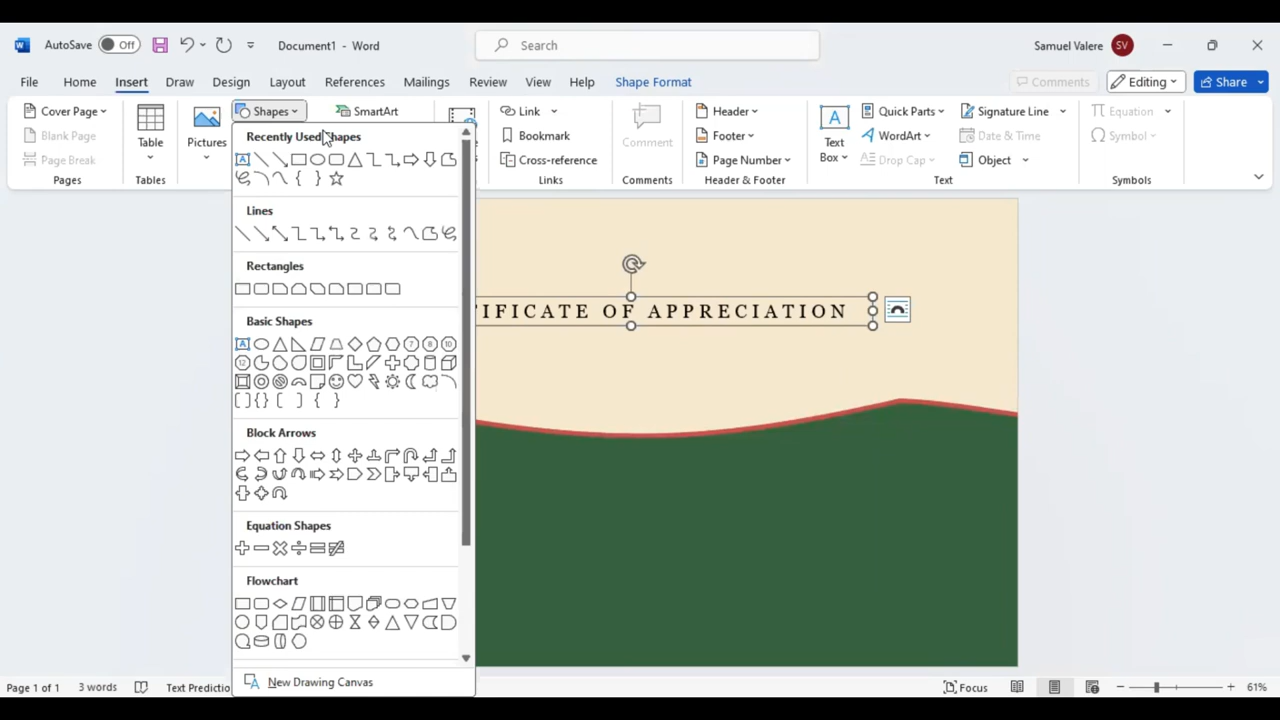 AutoSave Off Document1 - Word Search Samuel Valere SV
File Home Insert Draw Design Layout References Mailings Review View Help Shape Format Comments Editing Share
Cover Page
Blank Page
Page Break
Pages
Table
Tables
Pictures
Shapes
SmartArt
Link
Bookmark
Cross-reference
Links
Comment
Comments
Header
Footer
Page Number
Header & Footer
Text
Box
Quick Parts
WordArt
Drop Cap
Signature Line
Date & Time
Object
Text
Equation
Symbol
Symbols
Recently Used Shapes
Lines
Rectangles
Basic Shapes
Block Arrows
Equation Shapes
Flowchart
New Drawing Canvas
TIFICATE OF APPRECIATION
Page 1 of 1 3 words Text Predictio Focus 61%